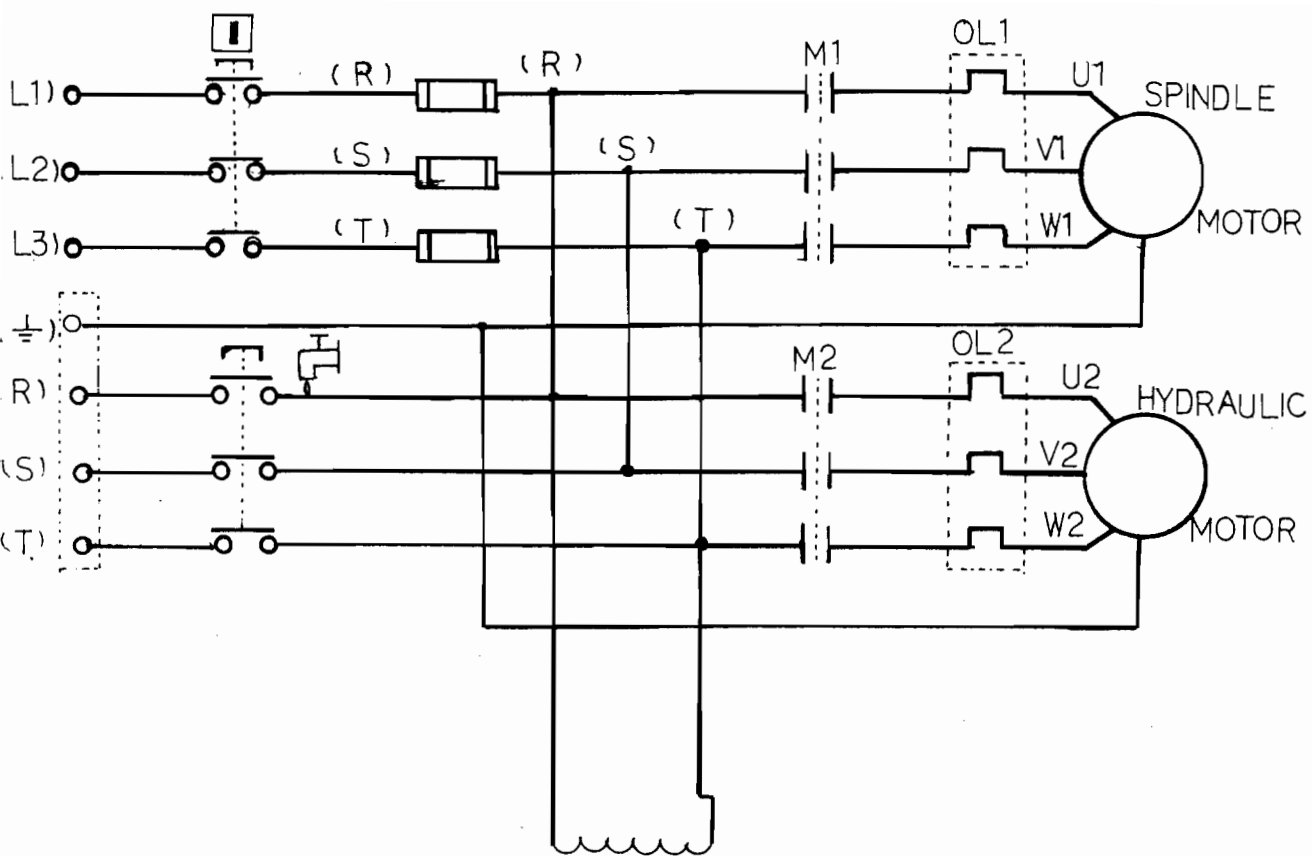 I
OL1
M1
(R) (R)
L1) U1 SPINDLE
(S) (S) V1
L2)
(T) (T) W1 MOTOR
L3)
⏚)
M2 OL2
R) U2 HYDRAULIC
(S) V2
(T) W2 MOTOR